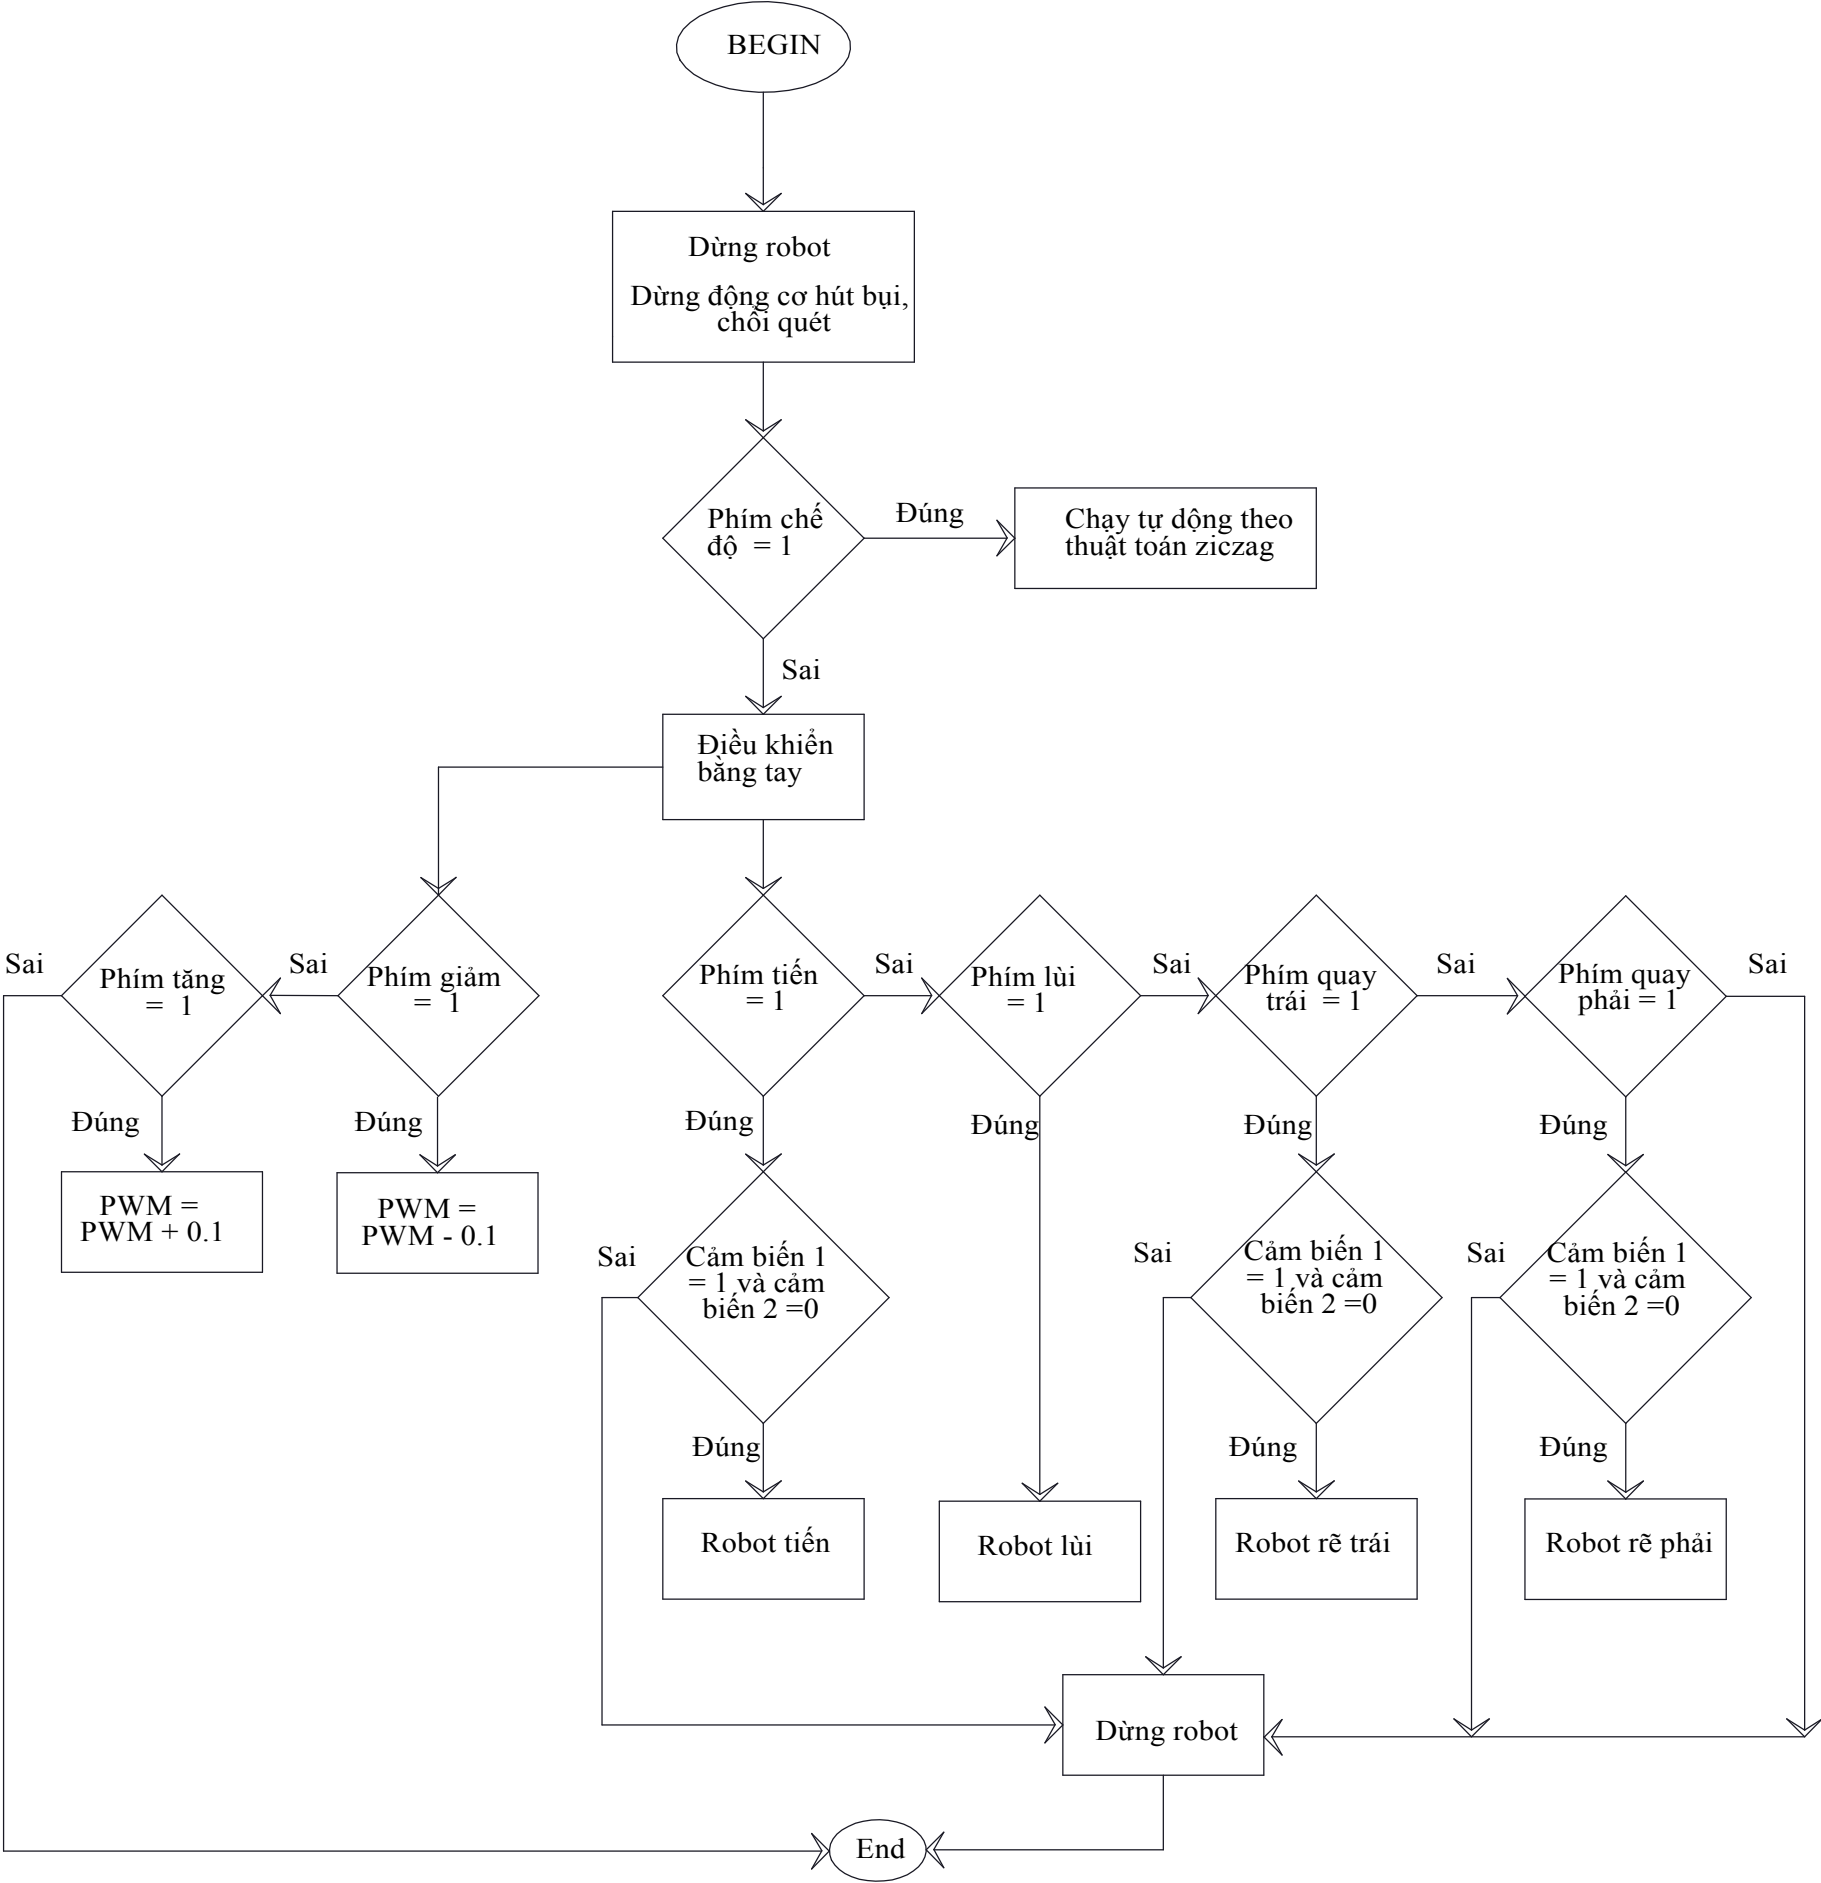 BEGIN
Dừng robot
Dừng động cơ hút bụi,
chổi quét
Phím chế
độ = 1
Đúng
Chạy tự dộng theo
thuật toán ziczag
Sai
Điều khiển
bằng tay
Sai
Phím tăng
= 1
Sai
Phím giảm
= 1
Phím tiến
= 1
Sai
Phím lùi
= 1
Sai
Phím quay
trái = 1
Sai
Phím quay
phải = 1
Sai
Đúng
Đúng
Đúng
Đúng
Đúng
Đúng
PWM =
PWM + 0.1
PWM =
PWM - 0.1
Sai
Cảm biến 1
= 1 và cảm
biến 2 =0
Sai
Cảm biến 1
= 1 và cảm
biến 2 =0
Sai
Cảm biến 1
= 1 và cảm
biến 2 =0
Đúng
Đúng
Đúng
Robot tiến
Robot lùi
Robot rẽ trái
Robot rẽ phải
Dừng robot
End